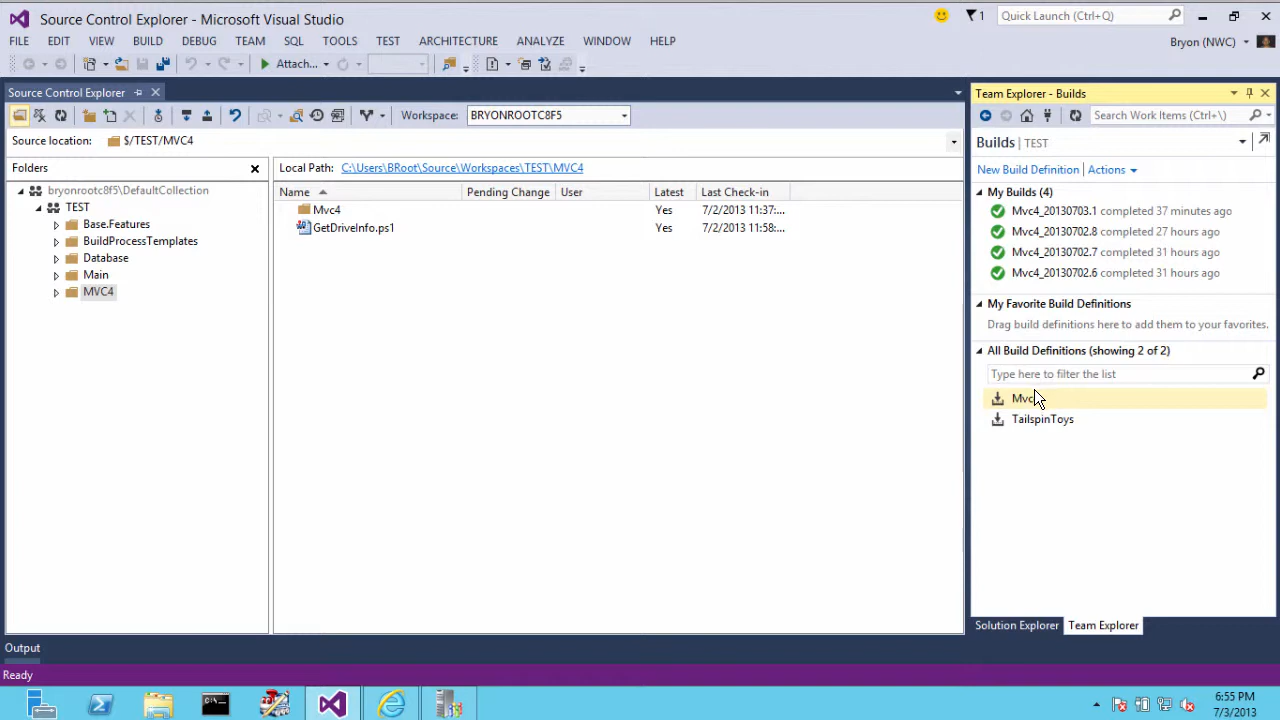 Source Control Explorer - Microsoft Visual Studio
1
Quick Launch (Ctrl+Q)
FILE EDIT VIEW BUILD DEBUG TEAM SQL TOOLS TEST ARCHITECTURE ANALYZE WINDOW HELP
Bryon (NWC)
Attach...
Source Control Explorer
Workspace: BRYONROOTC8F5
Source location: $/TEST/MVC4
Folders
bryonrootc8f5\DefaultCollection
TEST
Base.Features
BuildProcessTemplates
Database
Main
MVC4
Local Path: C:\Users\BRoot\Source\Workspaces\TEST\MVC4
Name Pending Change User Latest Last Check-in
Mvc4 Yes 7/2/2013 11:37:...
GetDriveInfo.ps1 Yes 7/2/2013 11:58:...
Team Explorer - Builds
Search Work Items (Ctrl+')
Builds | TEST
New Build Definition | Actions
My Builds (4)
Mvc4_20130703.1 completed 37 minutes ago
Mvc4_20130702.8 completed 27 hours ago
Mvc4_20130702.7 completed 31 hours ago
Mvc4_20130702.6 completed 31 hours ago
My Favorite Build Definitions
Drag build definitions here to add them to your favorites.
All Build Definitions (showing 2 of 2)
Type here to filter the list
TailspinToys
Solution Explorer Team Explorer
Output
Ready
6:55 PM
7/3/2013